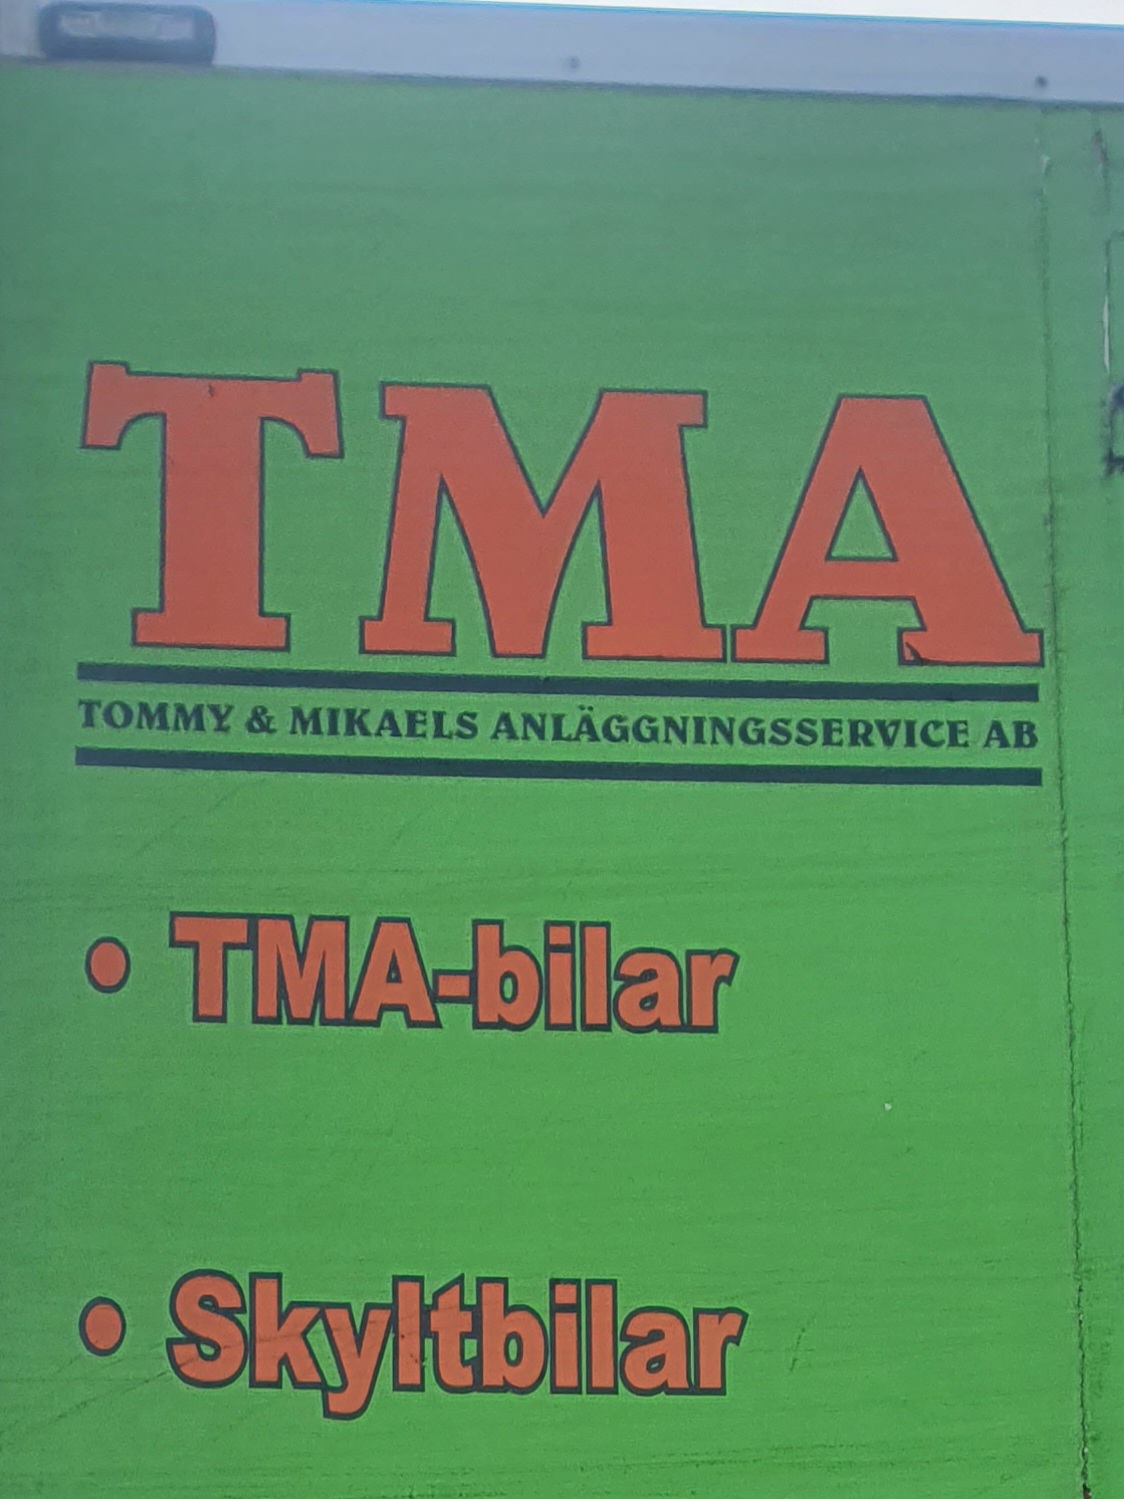 TMA
TOMMY & MIKAELS ANLÄGGNINGSSERVICE AB
• TMA-bilar
• Skyltbilar